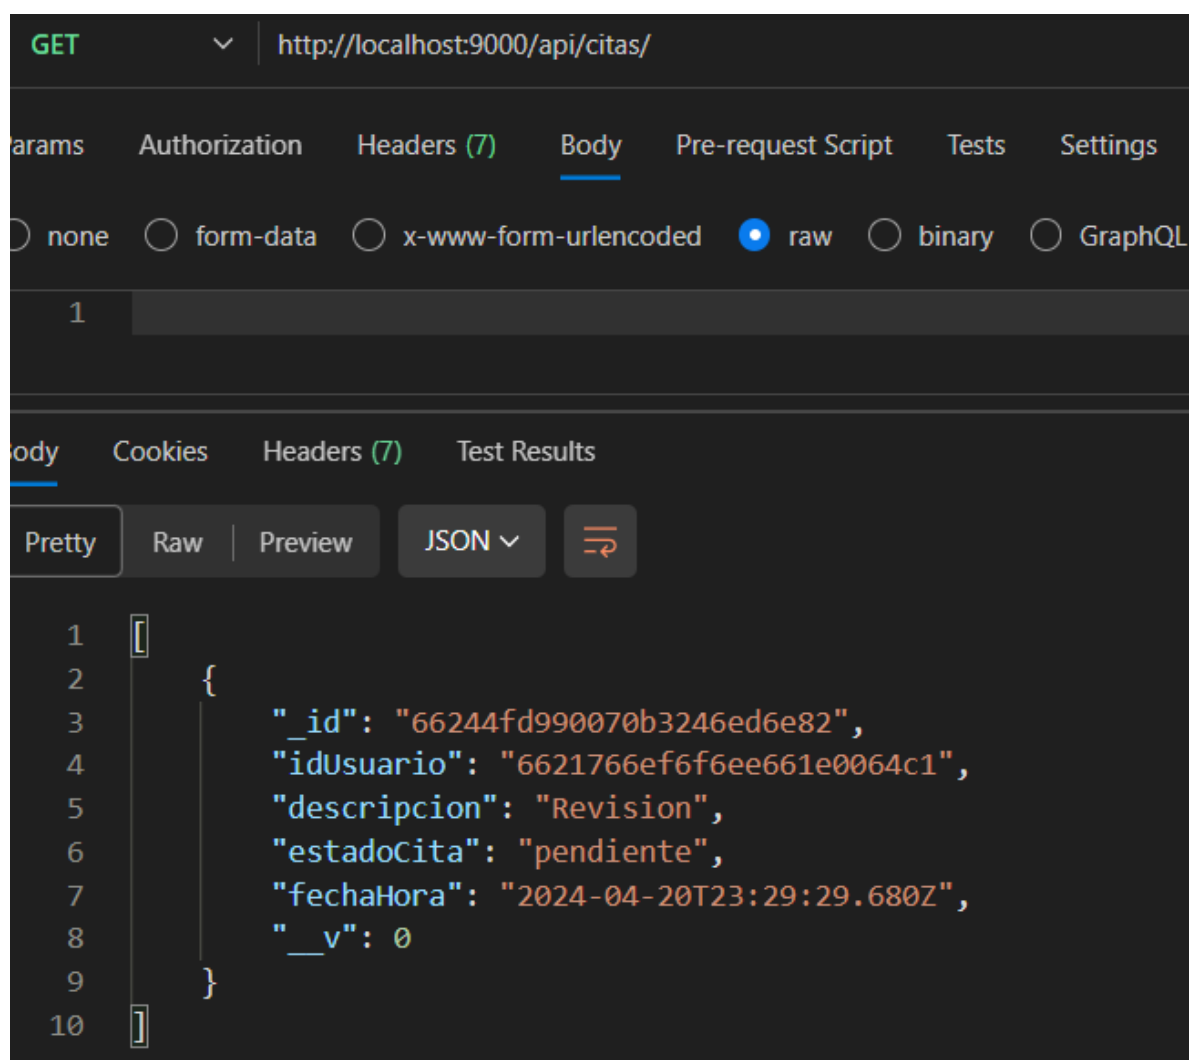 GET http://localhost:9000/api/citas/
Params Authorization Headers (7) Body Pre-request Script Tests Settings
none form-data x-www-form-urlencoded raw binary GraphQL
1
Body Cookies Headers (7) Test Results
Pretty Raw Preview JSON
1 [
2 {
3 "_id": "66244fd990070b3246ed6e82",
4 "idUsuario": "6621766ef6f6ee661e0064c1",
5 "descripcion": "Revision",
6 "estadoCita": "pendiente",
7 "fechaHora": "2024-04-20T23:29:29.680Z",
8 "__v": 0
9 }
10 ]